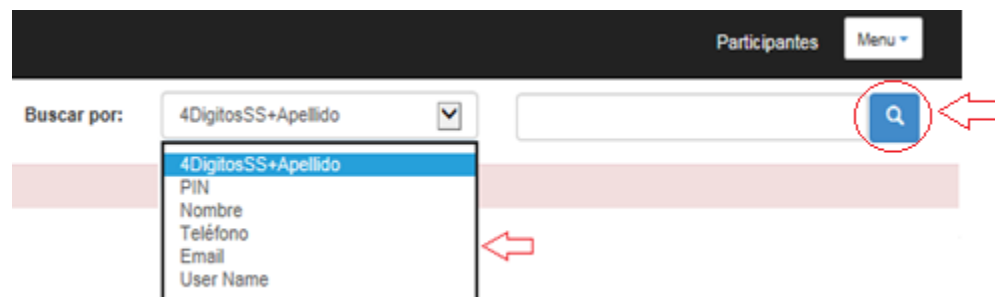 Participantes Menu
Buscar por: 4DigitosSS+Apellido
4DigitosSS+Apellido
PIN
Nombre
Teléfono
Email
User Name